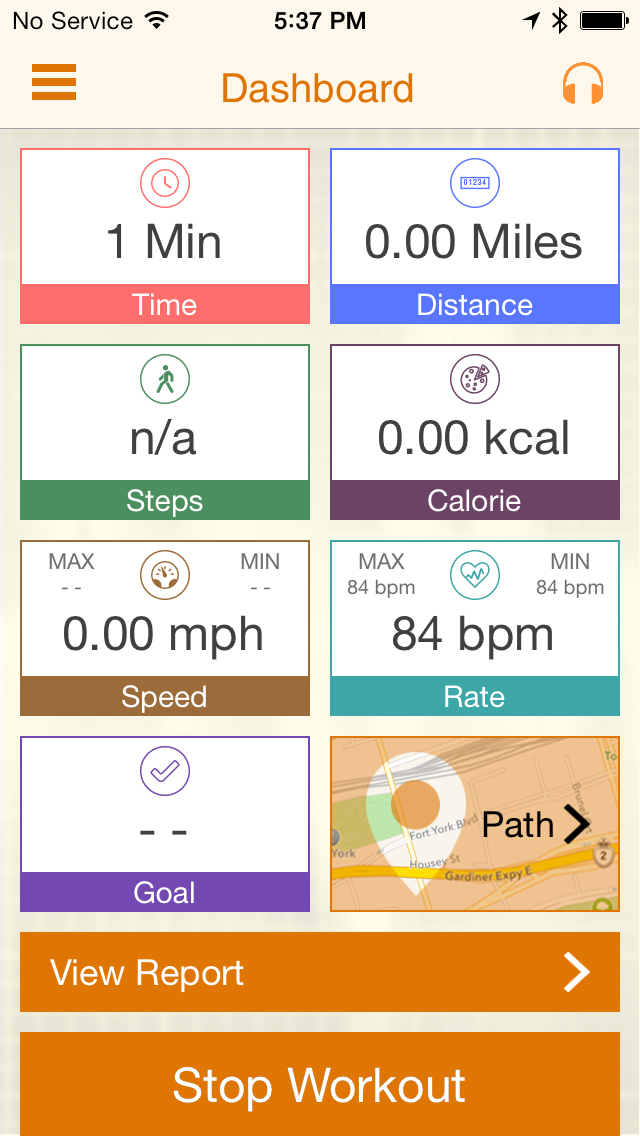 No Service 5:37 PM
Dashboard
01234
1 Min
0.00 Miles
Time
Distance
n/a
0.00 kcal
Steps
Calorie
MAX
MIN
- -
- -
0.00 mph
Speed
MAX
MIN
84 bpm
84 bpm
84 bpm
Rate
- -
Goal
To
Brunel
Fort York Blvd
York
Housey St
Gardiner Expy E
2
Path
View Report
Stop Workout